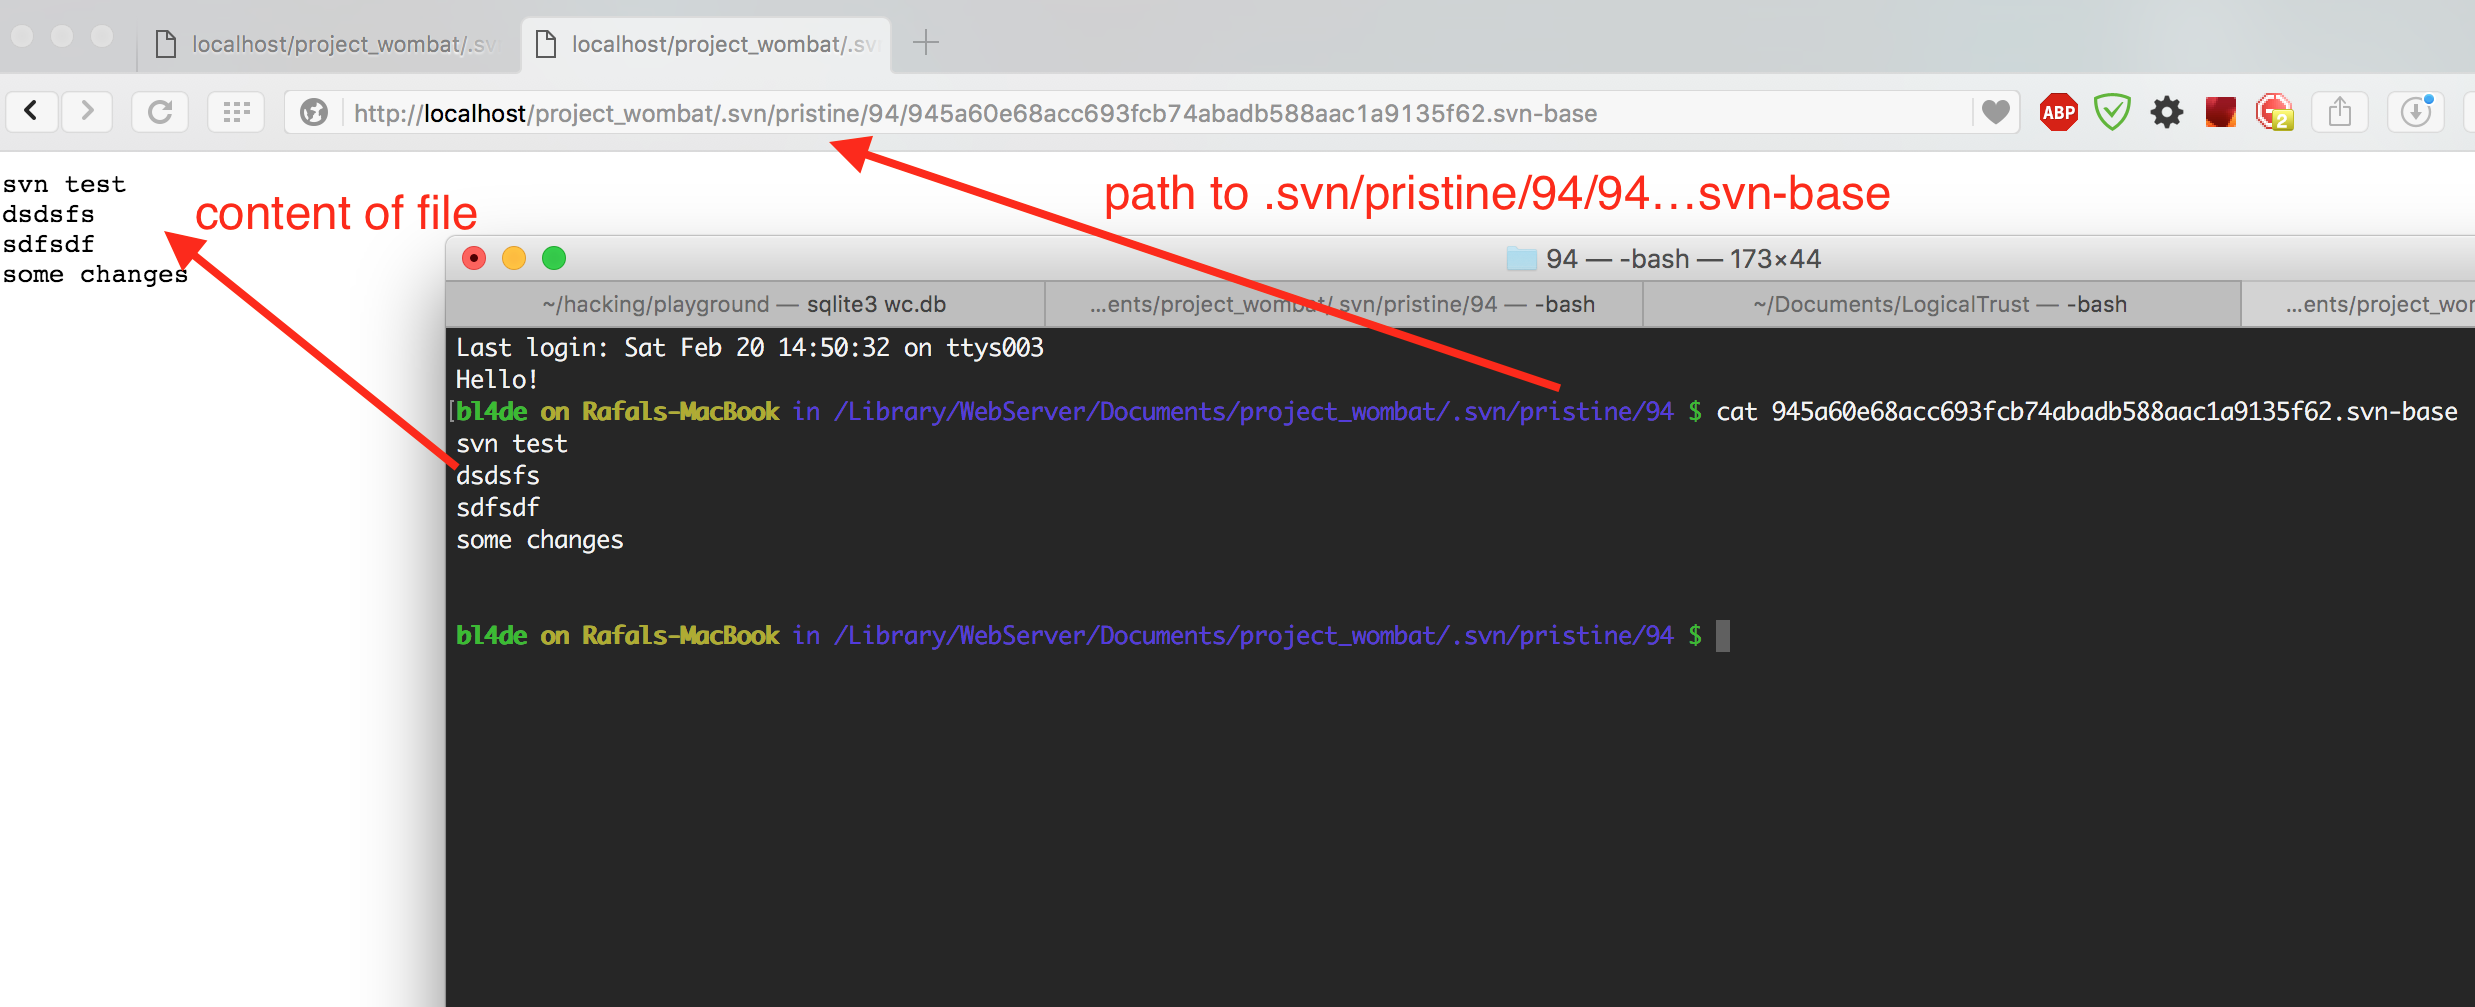 localhost/project_wombat/.sv
localhost/project_wombat/.sv
http://localhost/project_wombat/.svn/pristine/94/945a60e68acc693fcb74abadb588aac1a9135f62.svn-base
ABP
2
svn test
dsdsfs
sdfsdf
some changes
content of file
path to .svn/pristine/94/94...svn-base
94 — -bash — 173×44
~/hacking/playground — sqlite3 wc.db
...ents/project_wombat/.svn/pristine/94 — -bash
~/Documents/LogicalTrust — -bash
...ents/project_wor
Last login: Sat Feb 20 14:50:32 on ttys003
Hello!
[bl4de on Rafals-MacBook in /Library/WebServer/Documents/project_wombat/.svn/pristine/94 $ cat 945a60e68acc693fcb74abadb588aac1a9135f62.svn-base
svn test
dsdsfs
sdfsdf
some changes
bl4de on Rafals-MacBook in /Library/WebServer/Documents/project_wombat/.svn/pristine/94 $